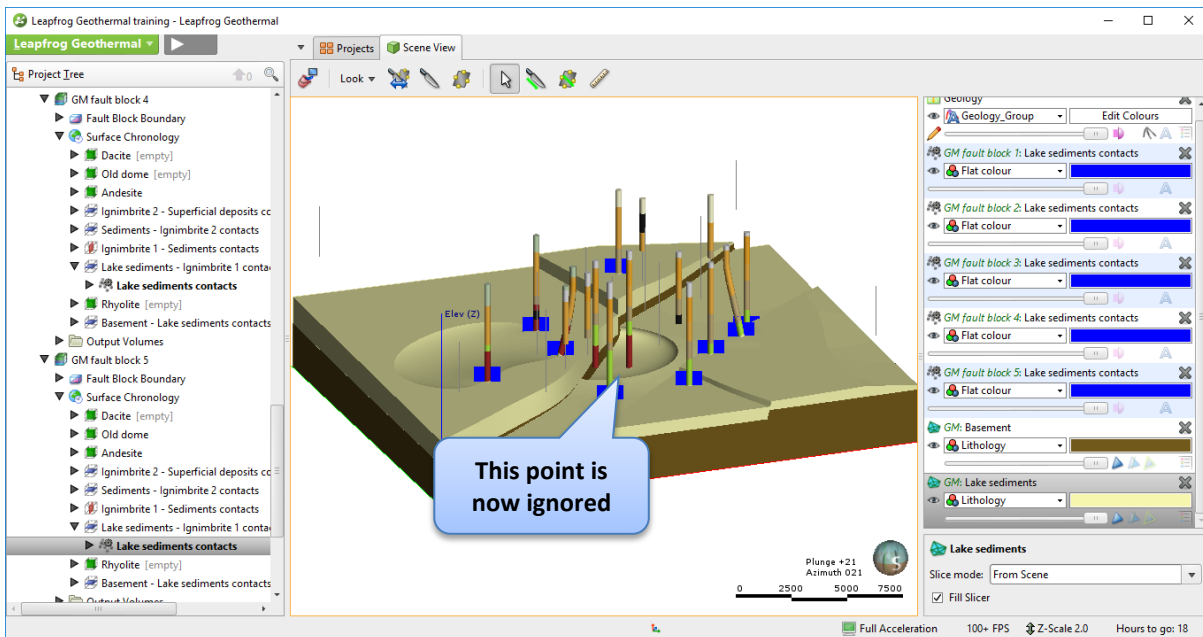 Leapfrog Geothermal training - Leapfrog Geothermal
Leapfrog Geothermal
Projects
Scene View
Project Tree
0
Look
GM fault block 4
Fault Block Boundary
Surface Chronology
Dacite [empty]
Old dome [empty]
Andesite
Ignimbrite 2 - Superficial deposits cc
Sediments - Ignimbrite 2 contacts
Ignimbrite 1 - Sediments contacts
Lake sediments - Ignimbrite 1 conta
Lake sediments contacts
Rhyolite [empty]
Basement - Lake sediments contacts
Output Volumes
GM fault block 5
Fault Block Boundary
Surface Chronology
Dacite [empty]
Old dome
Andesite
Ignimbrite 2 - Superficial deposits cc
Sediments - Ignimbrite 2 contacts
Ignimbrite 1 - Sediments contacts
Lake sediments - Ignimbrite 1 conta
Lake sediments contacts
Rhyolite [empty]
Basement - Lake sediments contacts
Output Volumes
Elev (Z)
This point is
now ignored
Plunge +21
Azimuth 021
0 2500 5000 7500
Geology
Geology_Group
Edit Colours
GM fault block 1: Lake sediments contacts
Flat colour
GM fault block 2: Lake sediments contacts
Flat colour
GM fault block 3: Lake sediments contacts
Flat colour
GM fault block 4: Lake sediments contacts
Flat colour
GM fault block 5: Lake sediments contacts
Flat colour
GM: Basement
Lithology
GM: Lake sediments
Lithology
Lake sediments
Slice mode: From Scene
Fill Slicer
Full Acceleration
100+ FPS
Z-Scale 2.0
Hours to go: 18